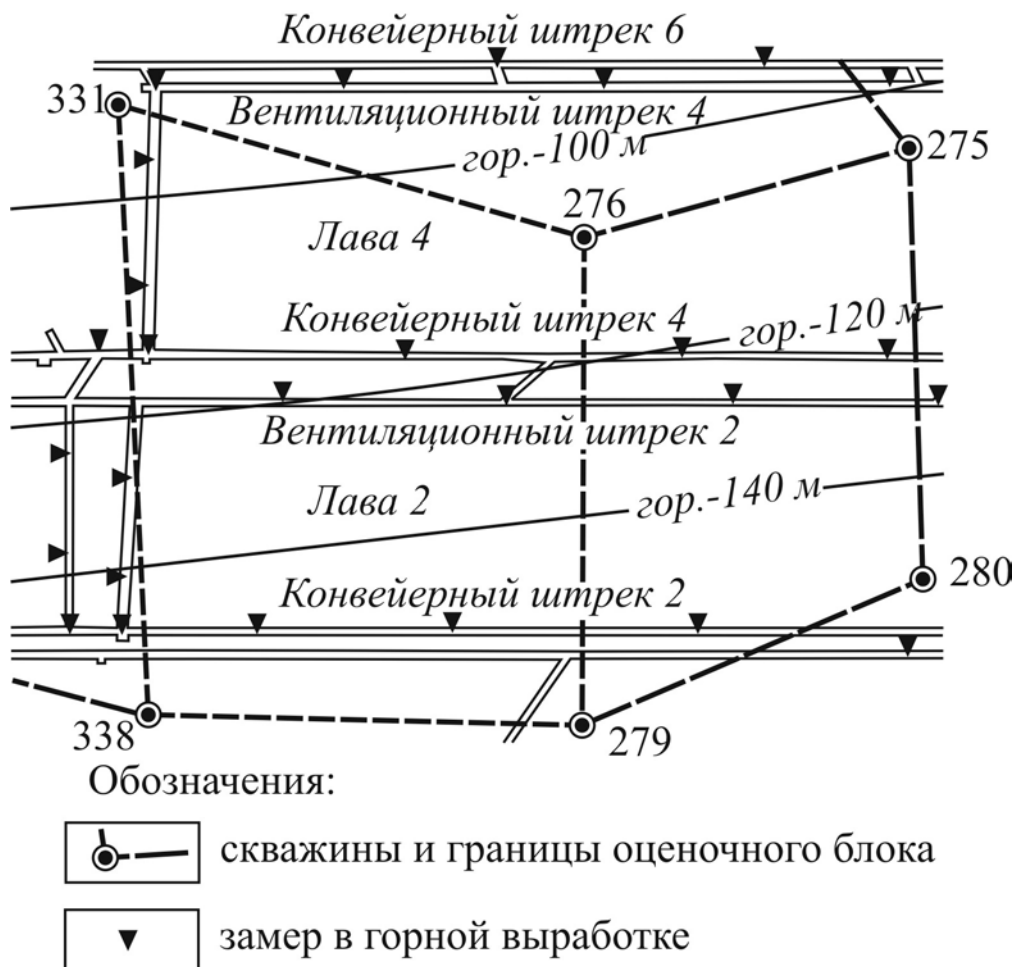 Конвейерный штрек 6
331
Вентиляционный штрек 4
гор.-100 м
275
276
Лава 4
Конвейерный штрек 4
гор.-120 м
Вентиляционный штрек 2
Лава 2
гор.-140 м
280
Конвейерный штрек 2
338
279
Обозначения:
скважины и границы оценочного блока
замер в горной выработке